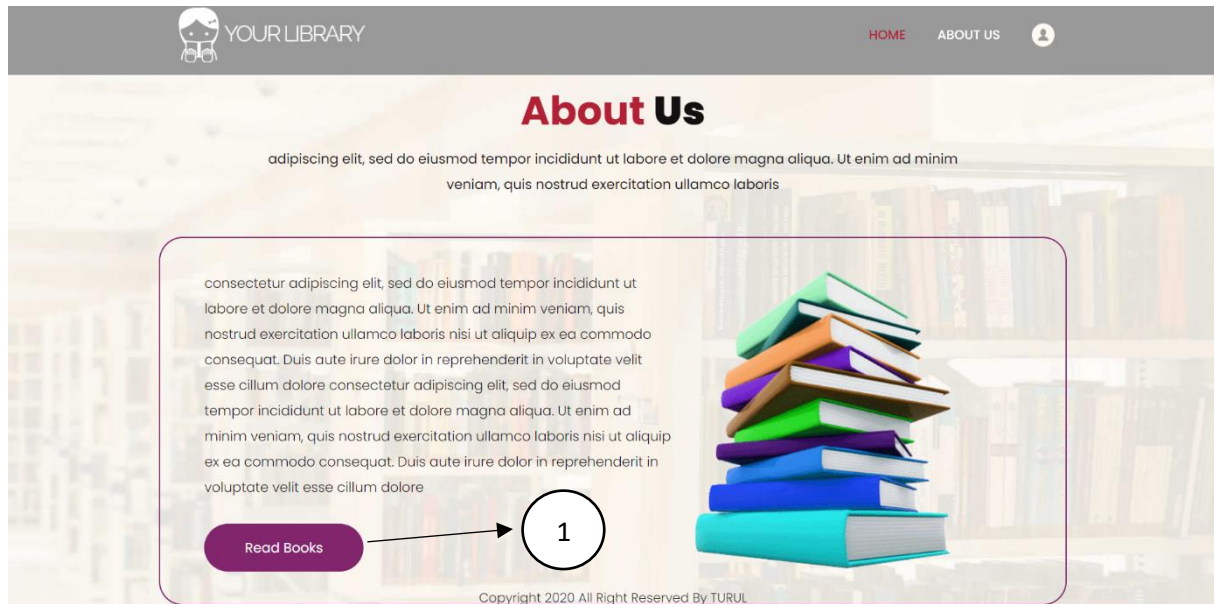 YOUR LIBRARY
HOME ABOUT US
About Us
adipiscing elit, sed do eiusmod tempor incididunt ut labore et dolore magna aliqua. Ut enim ad minim
veniam, quis nostrud exercitation ullamco laboris
consectetur adipiscing elit, sed do eiusmod tempor incididunt ut
labore et dolore magna aliqua. Ut enim ad minim veniam, quis
nostrud exercitation ullamco laboris nisi ut aliquip ex ea commodo
consequat. Duis aute irure dolor in reprehenderit in voluptate velit
esse cillum dolore consectetur adipiscing elit, sed do eiusmod
tempor incididunt ut labore et dolore magna aliqua. Ut enim ad
minim veniam, quis nostrud exercitation ullamco laboris nisi ut aliquip
ex ea commodo consequat. Duis aute irure dolor in reprehenderit in
voluptate velit esse cillum dolore
Read Books
1
Copyright 2020 All Right Reserved By TURUL